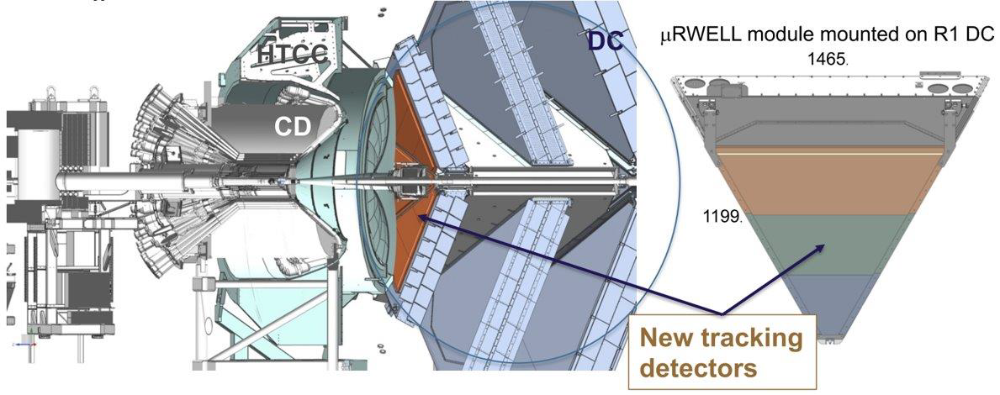 HTCC
DC
CD
μRWELL module mounted on R1 DC
1465.
1199.
New tracking
detectors